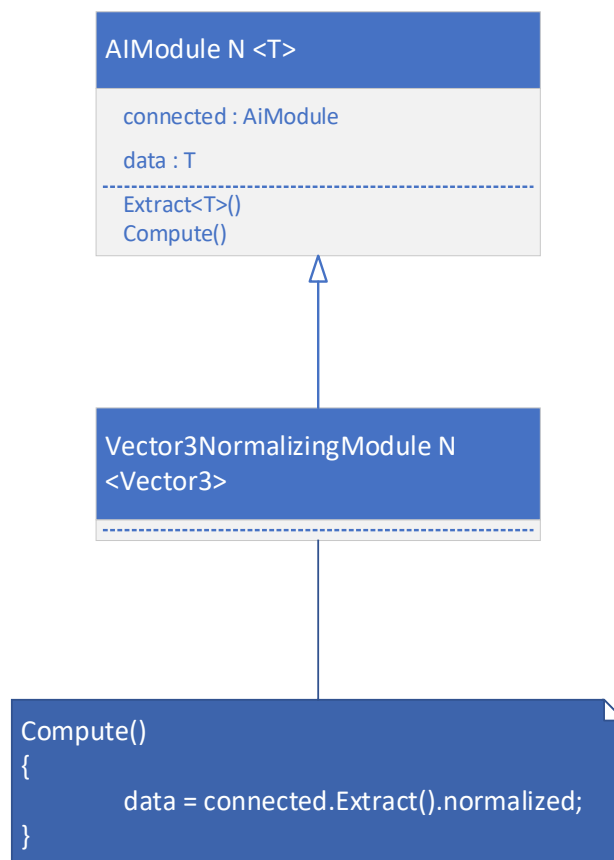 AIModule N <T>
connected : AiModule
data : T
Extract<T>()
Compute()
Vector3NormalizingModule N
<Vector3>
Compute()
{
data = connected.Extract().normalized;
}